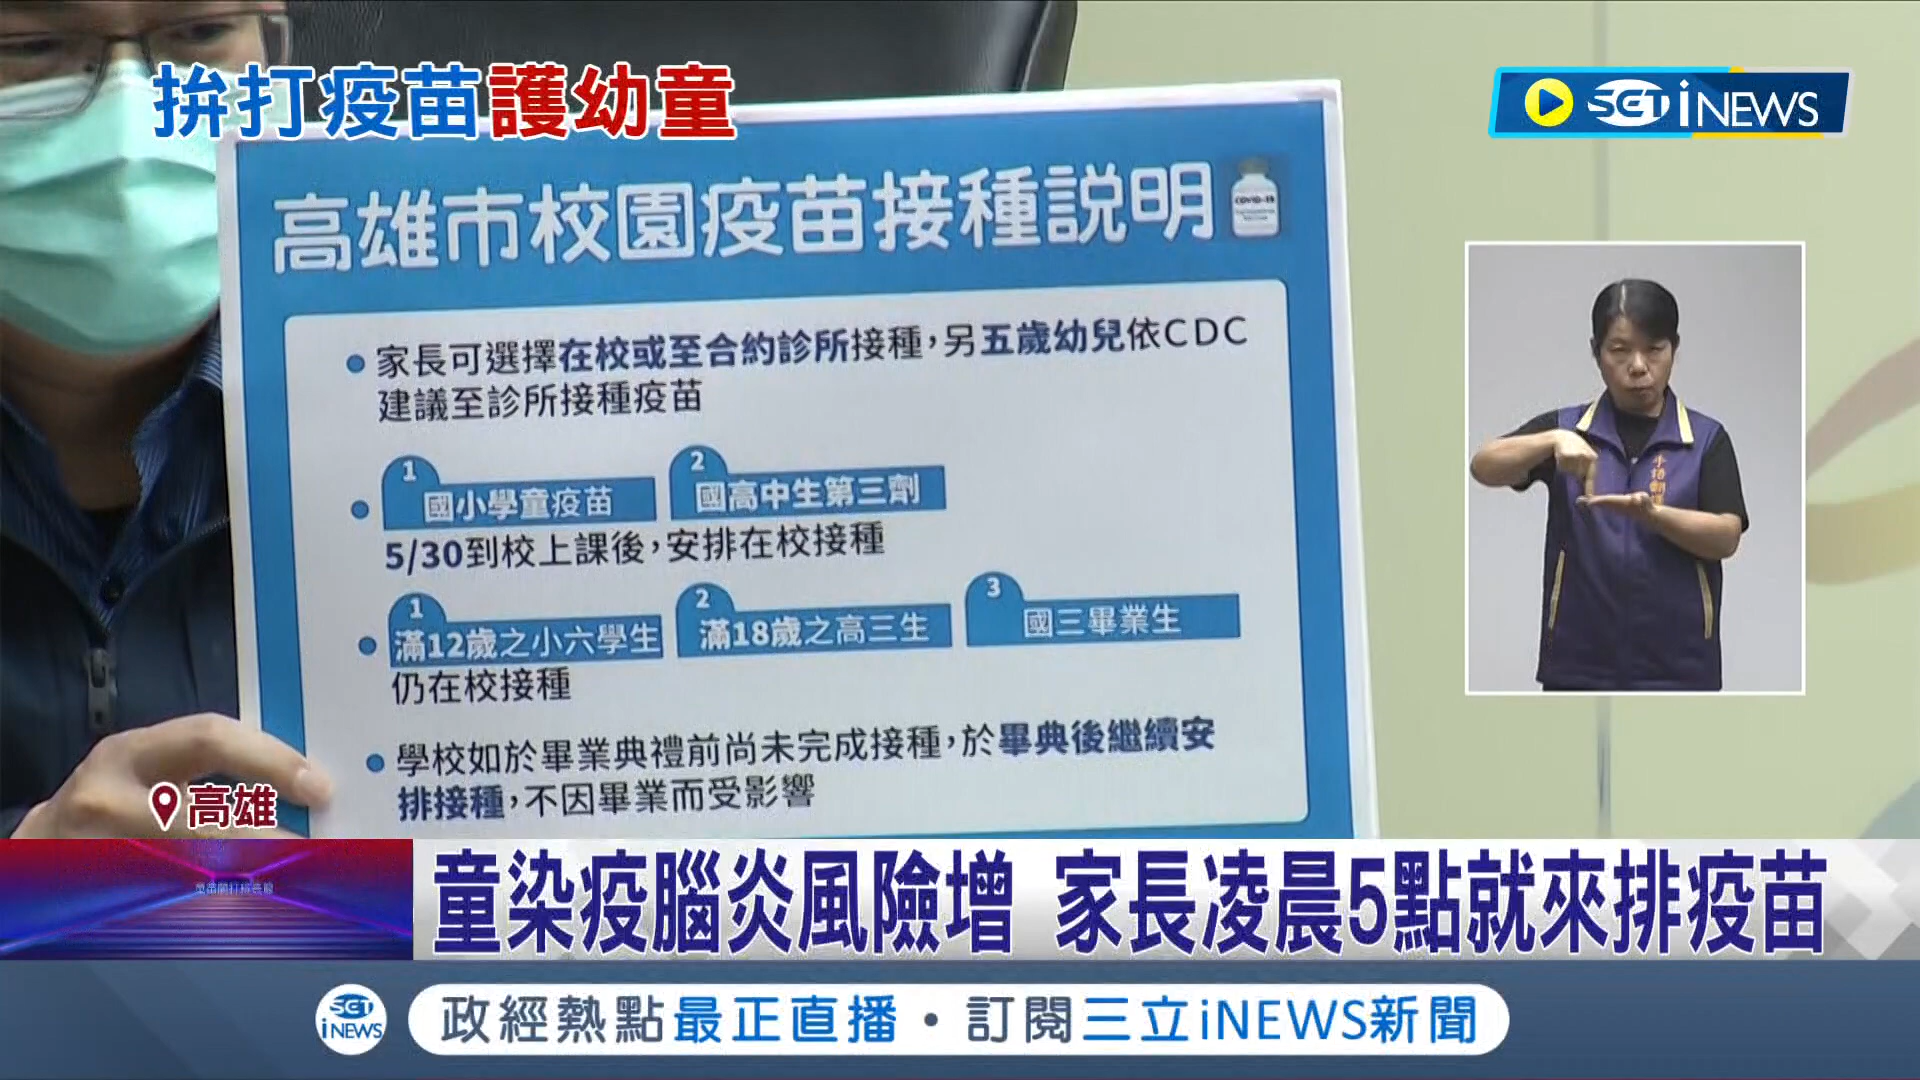 拚打疫苗護幼童
SET iNEWS
高雄市校園疫苗接種説明
COVID-19
家長可選擇在校或至合約診所接種，另五歲幼兒依CDC
建議至診所接種疫苗
1 國小學童疫苗
2 國高中生第三劑
5/30到校上課後，安排在校接種
1 滿12歲之小六學生
2 滿18歲之高三生
3 國三畢業生
仍在校接種
學校如於畢業典禮前尚未完成接種，於畢典後繼續安
排接種，不因畢業而受影響
高雄
童染疫腦炎風險增 家長凌晨5點就來排疫苗
SET iNEWS
政經熱點最正直播・訂閱三立iNEWS新聞